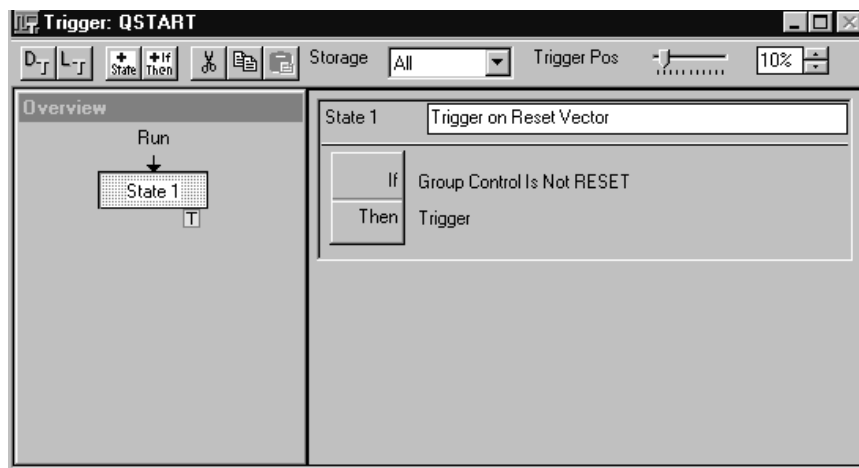 Trigger: QSTART
D- L- +State +If Then Storage All Trigger Pos 10%
Overview
Run
State 1
T
State 1 Trigger on Reset Vector
If Group Control Is Not RESET
Then Trigger